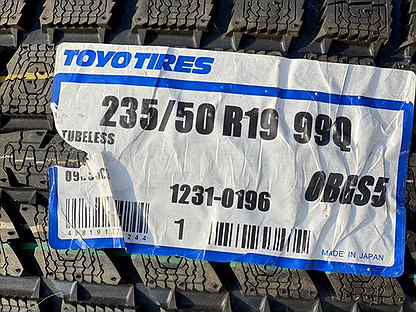 TOYO TIRES
235/50 R19 99Q
TUBELESS
1231-0196
OBGS5
1
MADE IN JAPAN